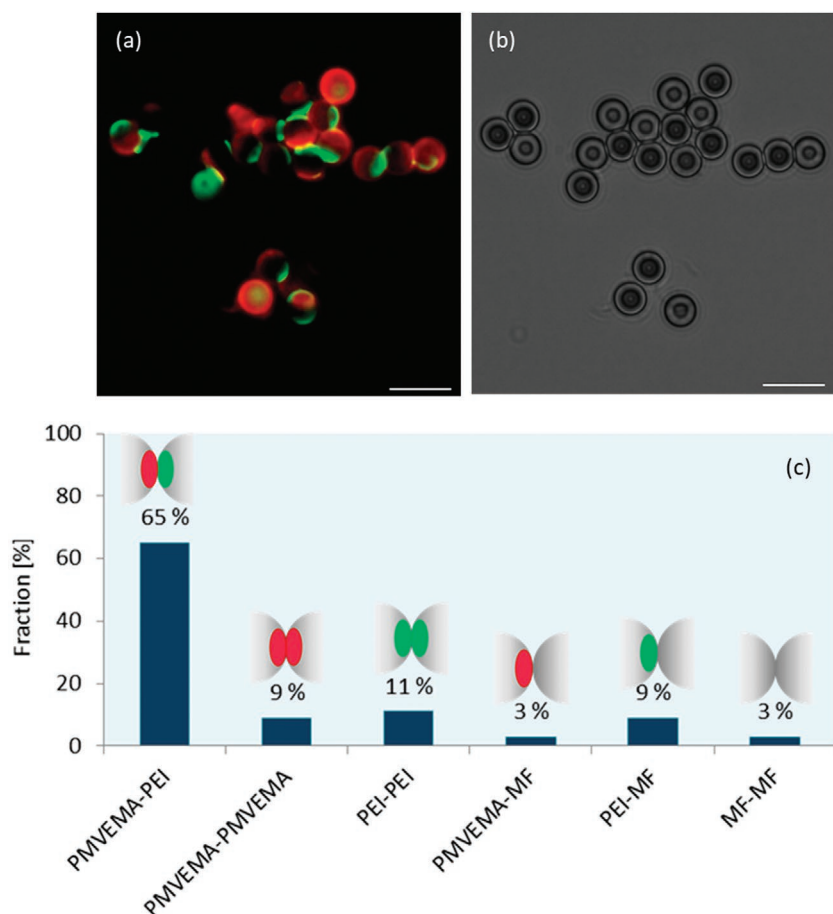 (a)
(b)
(c)
Fraction [%]
100
80
60
40
20
0
65 %
9 %
11 %
3 %
9 %
3 %
PMVEMA-PEI
PMVEMA-PMVEMA
PEI-PEI
PMVEMA-MF
PEI-MF
MF-MF